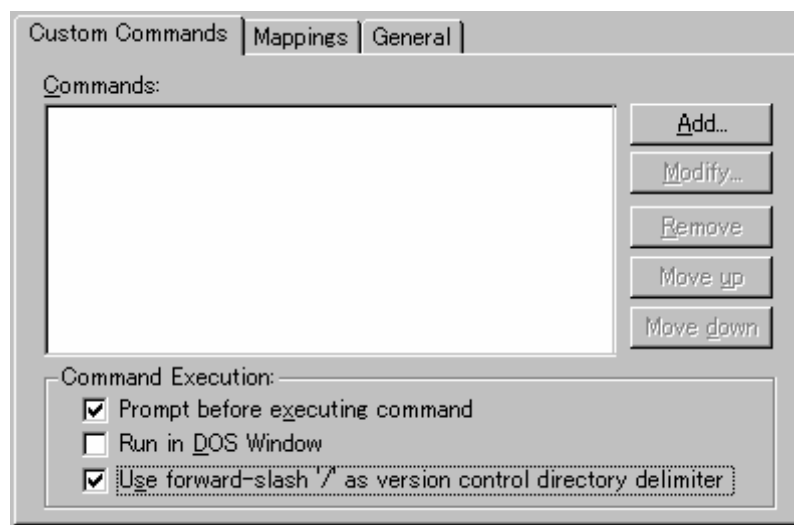 Custom Commands Mappings General
Commands:
Add...
Modify...
Remove
Move up
Move down
Command Execution:
Prompt before executing command
Run in DOS Window
Use forward-slash '/' as version control directory delimiter